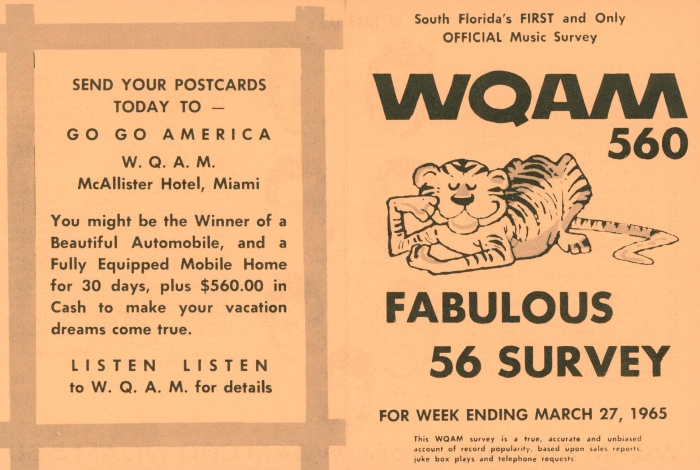 SEND YOUR POSTCARDS
TODAY TO —
GO GO AMERICA
W. Q. A. M.
McAllister Hotel, Miami
You might be the Winner of a
Beautiful Automobile, and a
Fully Equipped Mobile Home
for 30 days, plus $560.00 in
Cash to make your vacation
dreams come true.
LISTEN LISTEN
to W. Q. A. M. for details
South Florida's FIRST and Only
OFFICIAL Music Survey
WQAM
560
FABULOUS
56 SURVEY
FOR WEEK ENDING MARCH 27, 1965
This WQAM survey is a true, accurate and unbiased
account of record popularity, based upon sales reports,
juke box plays and telephone requests.